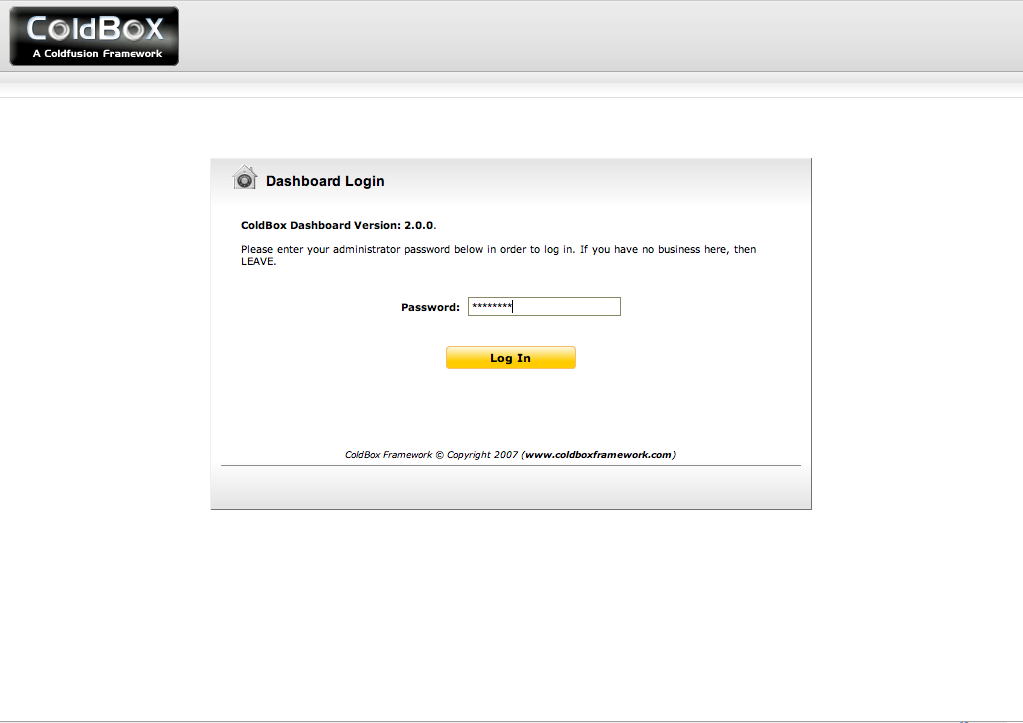 ColdBox
A Coldfusion Framework
Dashboard Login
ColdBox Dashboard Version: 2.0.0.
Please enter your administrator password below in order to log in. If you have no business here, then
LEAVE.
Password: ********
Log In
ColdBox Framework © Copyright 2007 (www.coldboxframework.com)